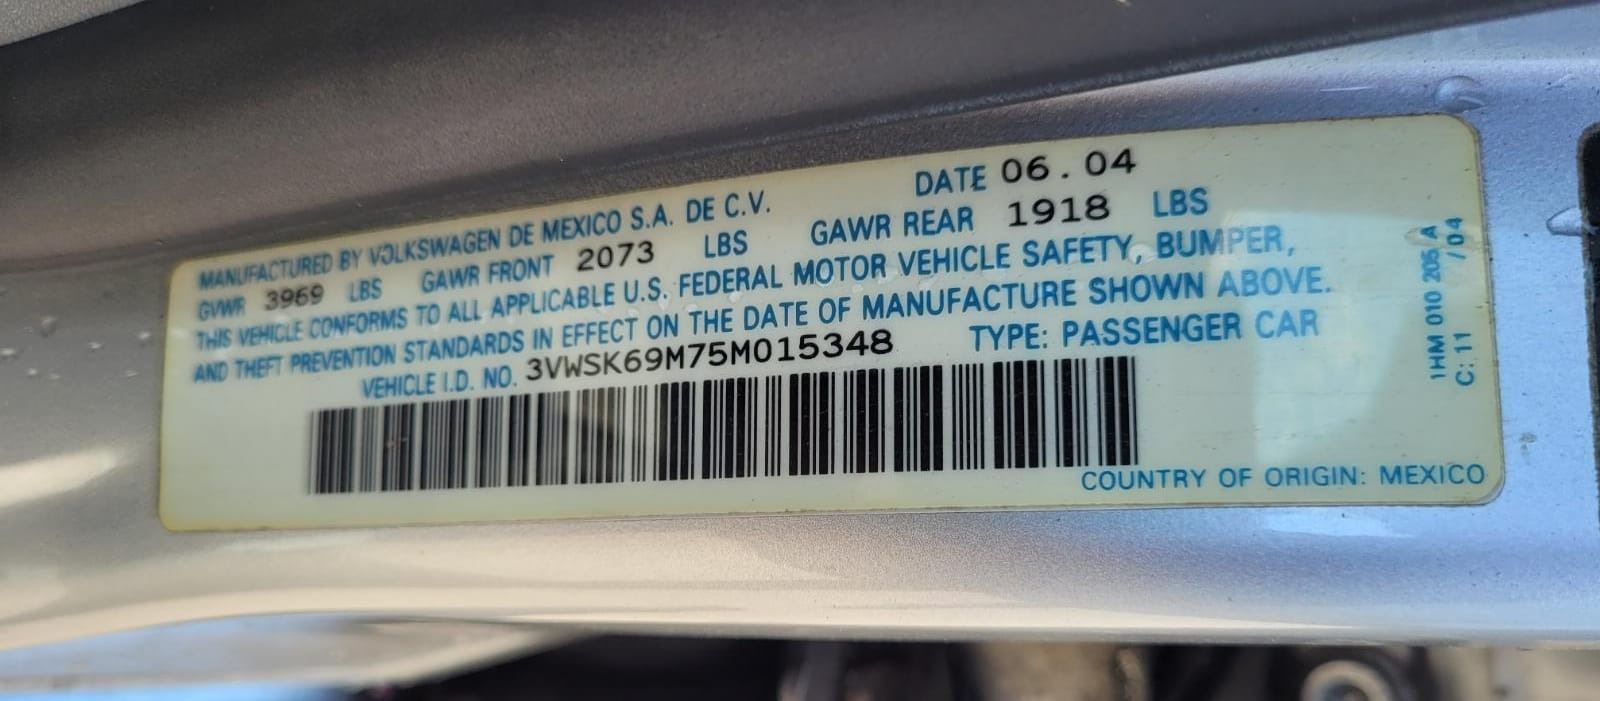 MANUFACTURED BY VOLKSWAGEN DE MEXICO S.A. DE C.V. DATE 06.04
GVWR 3969 LBS GAWR FRONT 2073 LBS GAWR REAR 1918 LBS
THIS VEHICLE CONFORMS TO ALL APPLICABLE U.S. FEDERAL MOTOR VEHICLE SAFETY, BUMPER,
AND THEFT PREVENTION STANDARDS IN EFFECT ON THE DATE OF MANUFACTURE SHOWN ABOVE.
VEHICLE I.D. NO. 3VWSK69M75M015348 TYPE: PASSENGER CAR
COUNTRY OF ORIGIN: MEXICO
1HM 010 205 A
C: 11 / 04